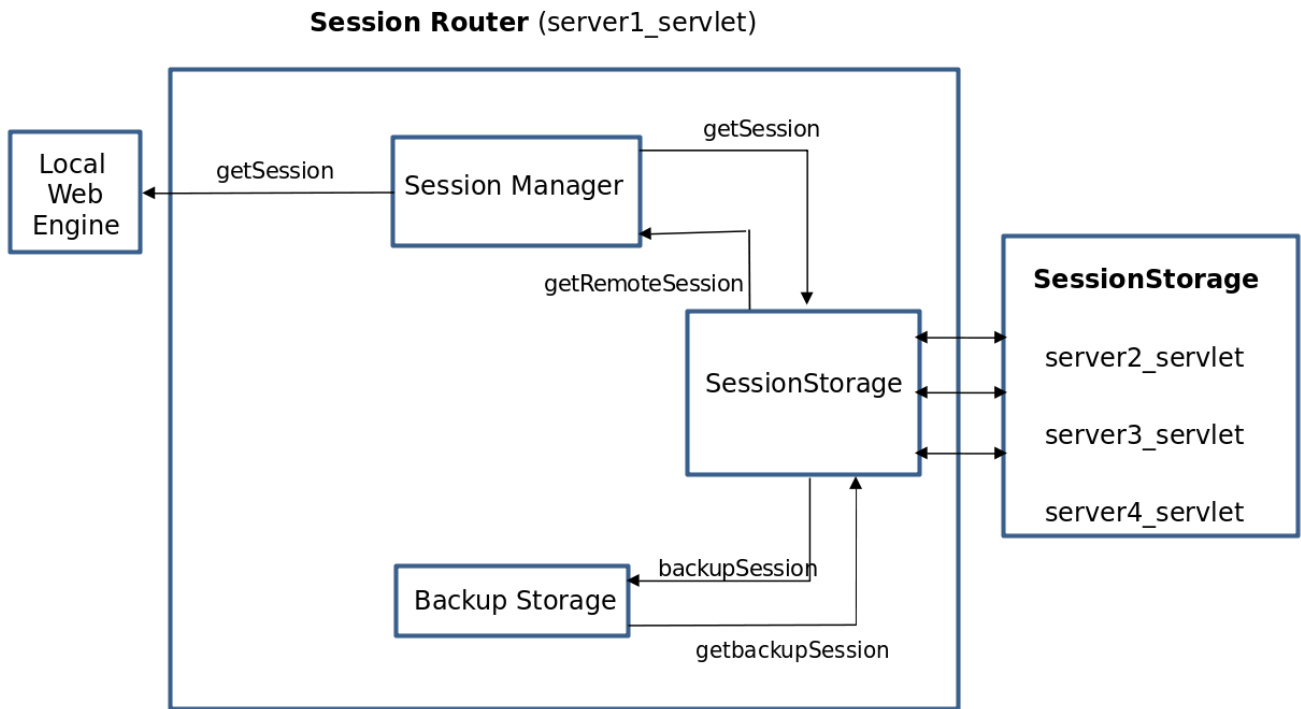 Session Router (server1_servlet)
getSession
Local
Web
Engine
getSession
Session Manager
getRemoteSession
SessionStorage
SessionStorage
server2_servlet
server3_servlet
server4_servlet
backupSession
Backup Storage
getbackupSession